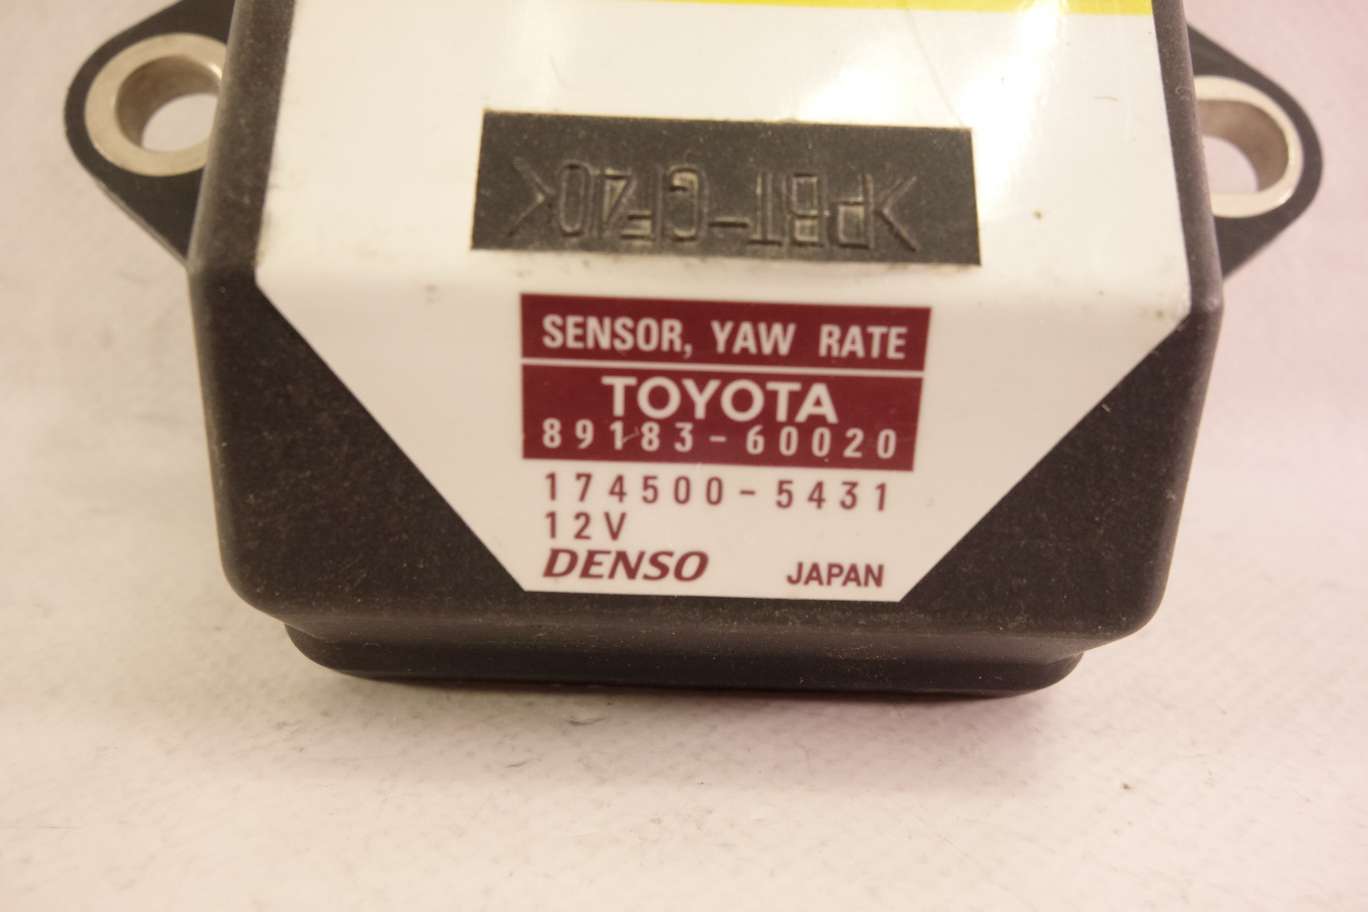 >PBT-GF40<
SENSOR, YAW RATE
TOYOTA
89183-60020
174500-5431
12V
DENSO JAPAN